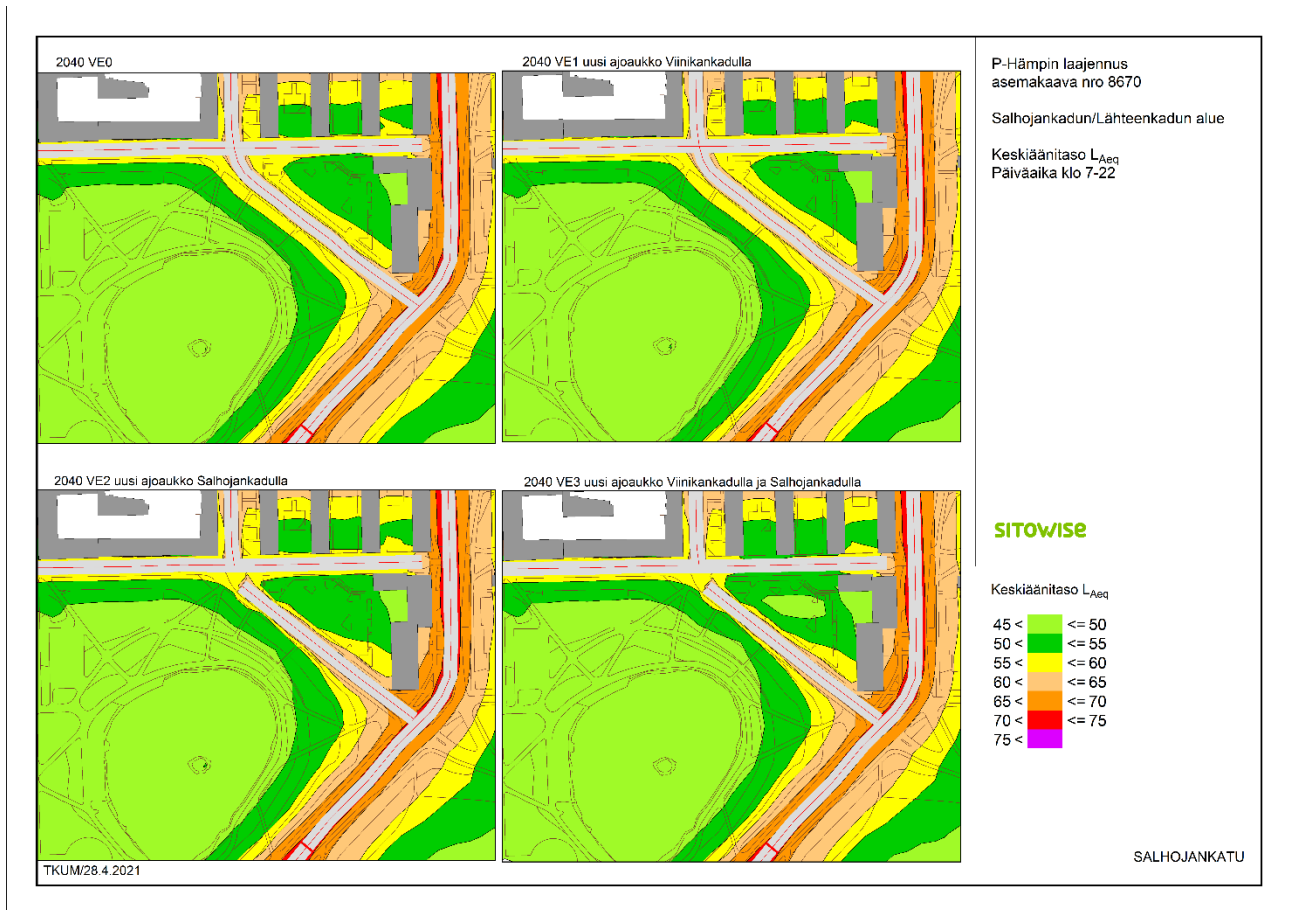 2040 VE0
2040 VE1 uusi ajoaukko Viinikankadulla
2040 VE2 uusi ajoaukko Salhojankadulla
2040 VE3 uusi ajoaukko Viinikankadulla ja Salhojankadulla
TKUM/28.4.2021
P-Hämpin laajennus
asemakaava nro 8670
Salhojankadun/Lähteenkadun alue
Keskiäänitaso LAeq
Päiväaika klo 7-22
sitowise
Keskiäänitaso LAeq
45 < <= 50
50 < <= 55
55 < <= 60
60 < <= 65
65 < <= 70
70 < <= 75
75 <
SALHOJANKATU